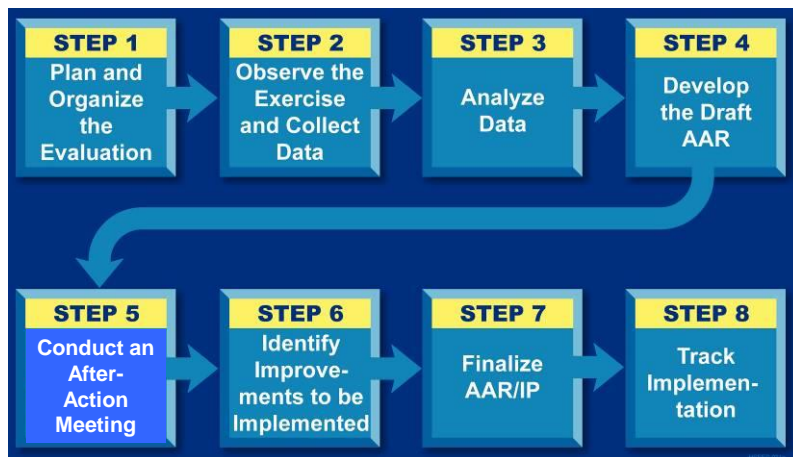 STEP 1
Plan and
Organize
the
Evaluation
STEP 2
Observe the
Exercise
and Collect
Data
STEP 3
Analyze
Data
STEP 4
Develop
the Draft
AAR
STEP 5
Conduct an
After-
Action
Meeting
STEP 6
Identify
Improve-
ments to be
Implemented
STEP 7
Finalize
AAR/IP
STEP 8
Track
Implemen-
tation